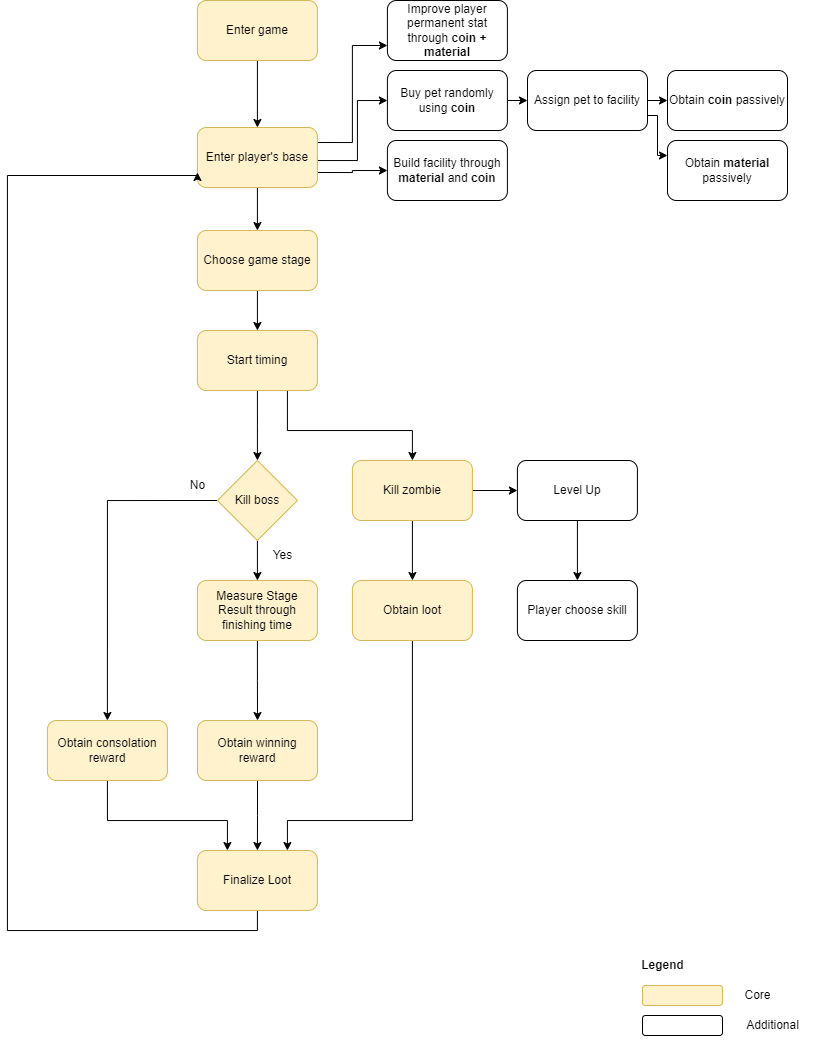 Enter game
Improve player
permanent stat
through coin +
material
Buy pet randomly
using coin
Assign pet to facility
Obtain coin passively
Enter player's base
Build facility through
material and coin
Obtain material
passively
Choose game stage
Start timing
No
Kill boss
Kill zombie
Level Up
Yes
Measure Stage
Result through
finishing time
Obtain loot
Player choose skill
Obtain consolation
reward
Obtain winning
reward
Finalize Loot
Legend
Core
Additional